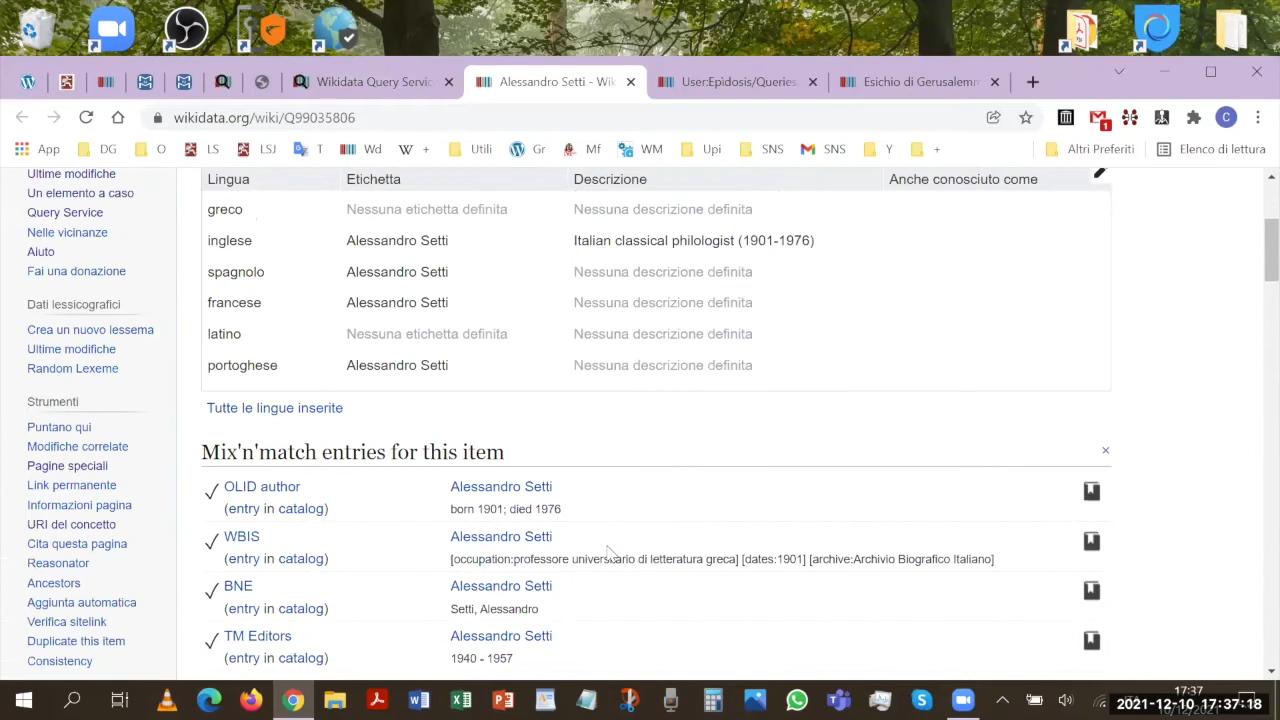 Wikidata Query Servic
Alessandro Setti - Wik
User:Epìdosis/Queries
Esichio di Gerusalemm
wikidata.org/wiki/Q99035806
1
C
App
DG
O
LS
LSJ
T
Wd
+
Utili
Gr
Mf
WM
Upi
SNS
SNS
Y
+
Altri Preferiti
Elenco di lettura
Ultime modifiche
Un elemento a caso
Query Service
Nelle vicinanze
Aiuto
Fai una donazione
Dati lessicografici
Crea un nuovo lessema
Ultime modifiche
Random Lexeme
Strumenti
Puntano qui
Modifiche correlate
Pagine speciali
Link permanente
Informazioni pagina
URI del concetto
Cita questa pagina
Reasonator
Ancestors
Aggiunta automatica
Verifica sitelink
Duplicate this item
Consistency
Lingua Etichetta Descrizione Anche conosciuto come
greco Nessuna etichetta definita Nessuna descrizione definita
inglese Alessandro Setti Italian classical philologist (1901-1976)
spagnolo Alessandro Setti Nessuna descrizione definita
francese Alessandro Setti Nessuna descrizione definita
latino Nessuna etichetta definita Nessuna descrizione definita
portoghese Alessandro Setti Nessuna descrizione definita
Tutte le lingue inserite
Mix'n'match entries for this item
OLID author Alessandro Setti
(entry in catalog) born 1901; died 1976
WBIS Alessandro Setti
(entry in catalog) [occupation:professore universitario di letteratura greca] [dates:1901] [archive:Archivio Biografico Italiano]
BNE Alessandro Setti
(entry in catalog) Setti, Alessandro
TM Editors Alessandro Setti
(entry in catalog) 1940 - 1957
17:37
2021-12-10 17:37:18